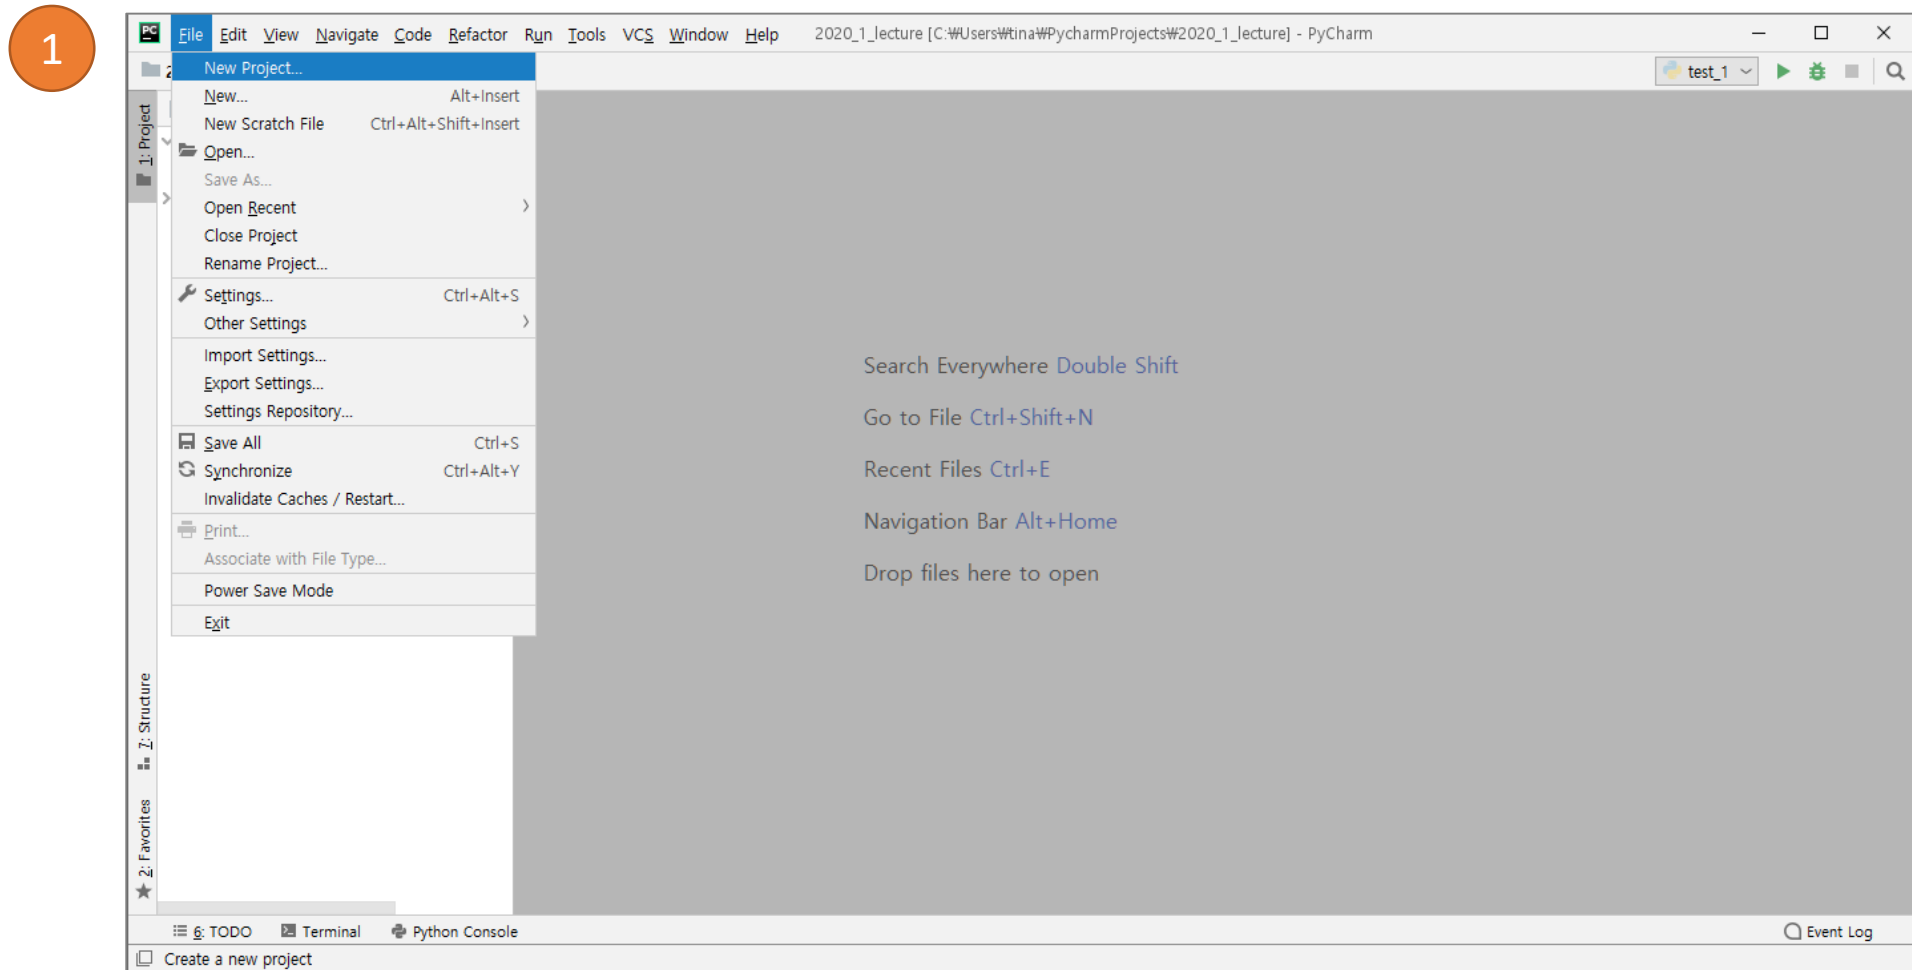 1
PC File Edit View Navigate Code Refactor Run Tools VCS Window Help 2020_1_lecture [C:₩Users₩tina₩PycharmProjects₩2020_1_lecture] - PyCharm
test_1
New Project...
New... Alt+Insert
New Scratch File Ctrl+Alt+Shift+Insert
Open...
Save As...
Open Recent
Close Project
Rename Project...
Settings... Ctrl+Alt+S
Other Settings
Import Settings...
Export Settings...
Settings Repository...
Save All Ctrl+S
Synchronize Ctrl+Alt+Y
Invalidate Caches / Restart...
Print...
Associate with File Type...
Power Save Mode
Exit
1: Project
7: Structure
2: Favorites
Search Everywhere Double Shift
Go to File Ctrl+Shift+N
Recent Files Ctrl+E
Navigation Bar Alt+Home
Drop files here to open
6: TODO Terminal Python Console Event Log
Create a new project